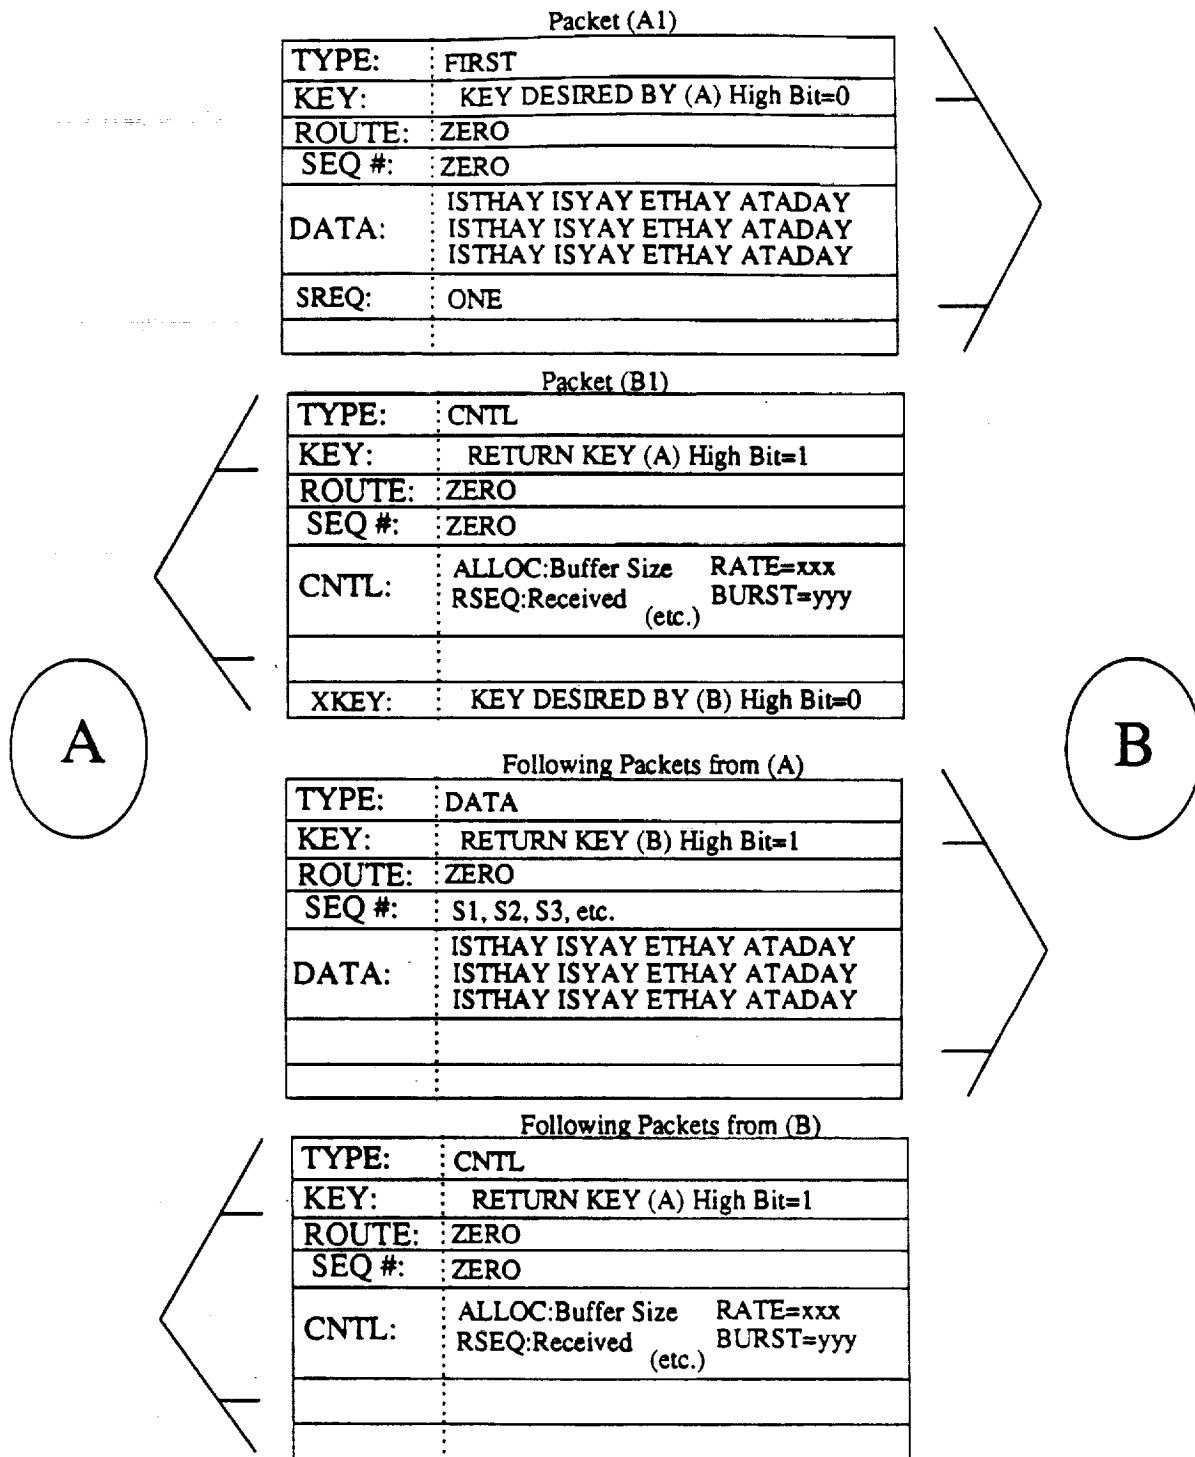 Packet (A1)
TYPE: FIRST
KEY: KEY DESIRED BY (A) High Bit=0
ROUTE: ZERO
SEQ #: ZERO
DATA: ISTHAY ISYAY ETHAY ATADAY
ISTHAY ISYAY ETHAY ATADAY
ISTHAY ISYAY ETHAY ATADAY
SREQ: ONE
Packet (B1)
TYPE: CNTL
KEY: RETURN KEY (A) High Bit=1
ROUTE: ZERO
SEQ #: ZERO
CNTL: ALLOC:Buffer Size RATE=xxx
RSEQ:Received BURST=yyy
(etc.)
XKEY: KEY DESIRED BY (B) High Bit=0
A
B
Following Packets from (A)
TYPE: DATA
KEY: RETURN KEY (B) High Bit=1
ROUTE: ZERO
SEQ #: S1, S2, S3, etc.
DATA: ISTHAY ISYAY ETHAY ATADAY
ISTHAY ISYAY ETHAY ATADAY
ISTHAY ISYAY ETHAY ATADAY
Following Packets from (B)
TYPE: CNTL
KEY: RETURN KEY (A) High Bit=1
ROUTE: ZERO
SEQ #: ZERO
CNTL: ALLOC:Buffer Size RATE=xxx
RSEQ:Received BURST=yyy
(etc.)